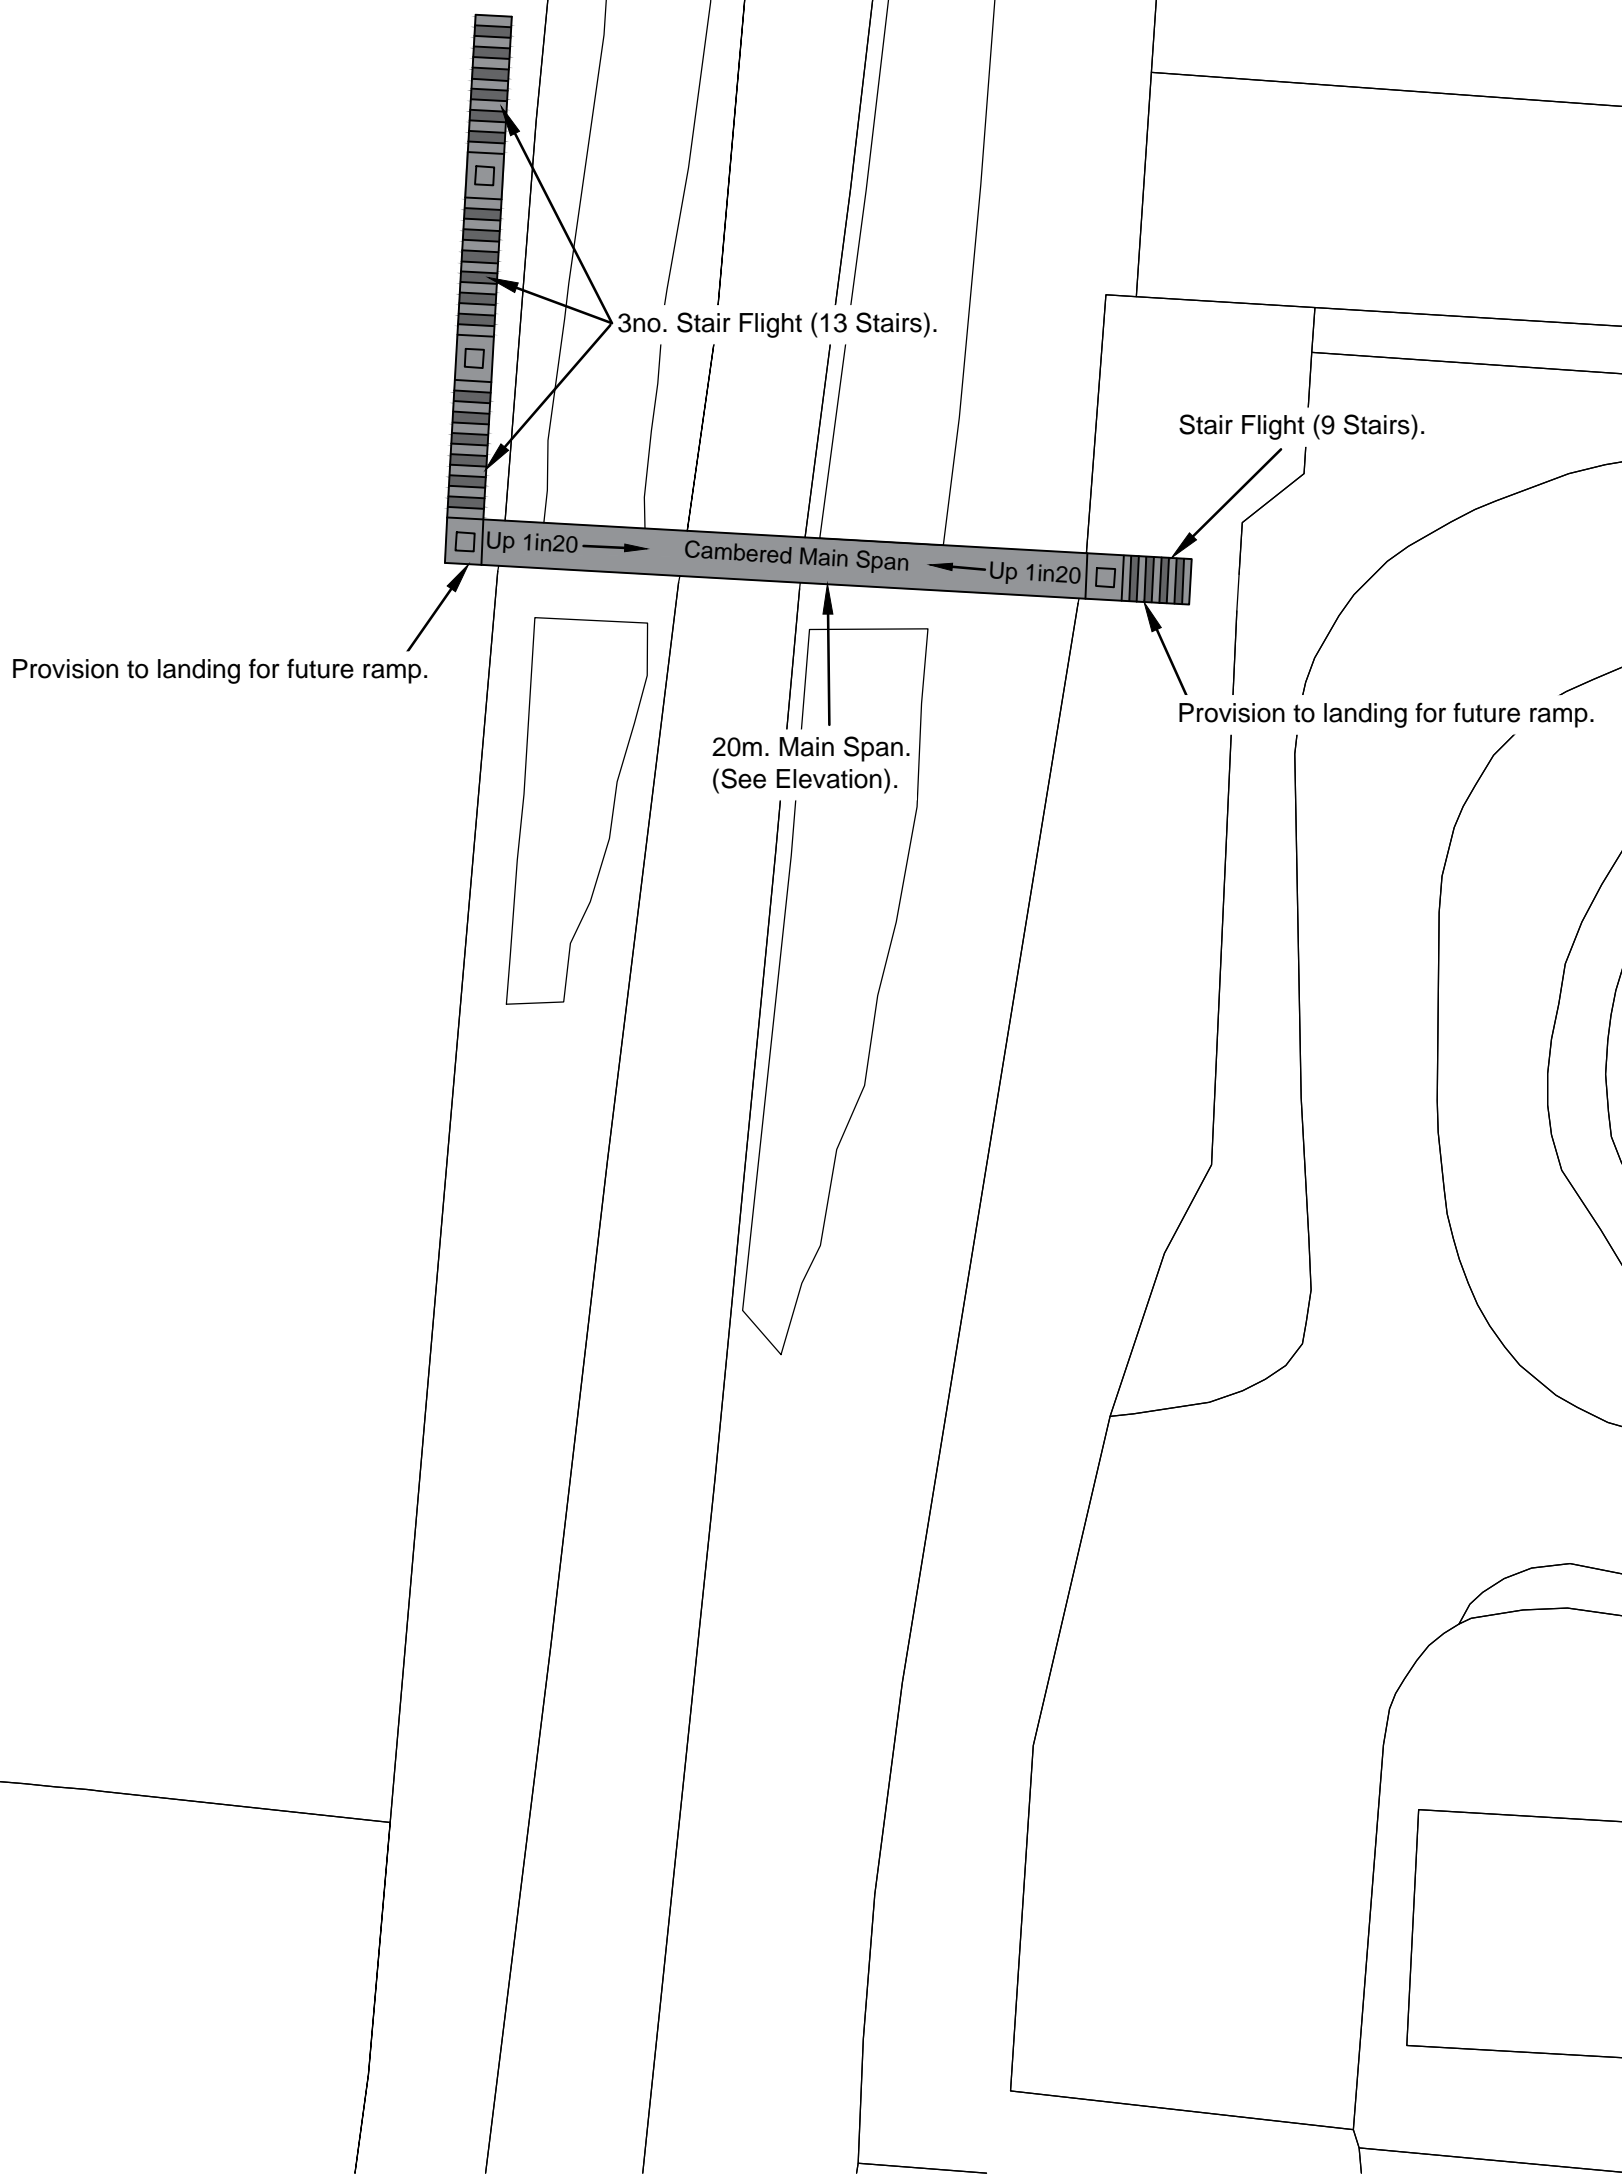 3no. Stair Flight (13 Stairs).
Stair Flight (9 Stairs).
Up 1in20
Cambered Main Span
Up 1in20
Provision to landing for future ramp.
Provision to landing for future ramp.
20m. Main Span.
(See Elevation).